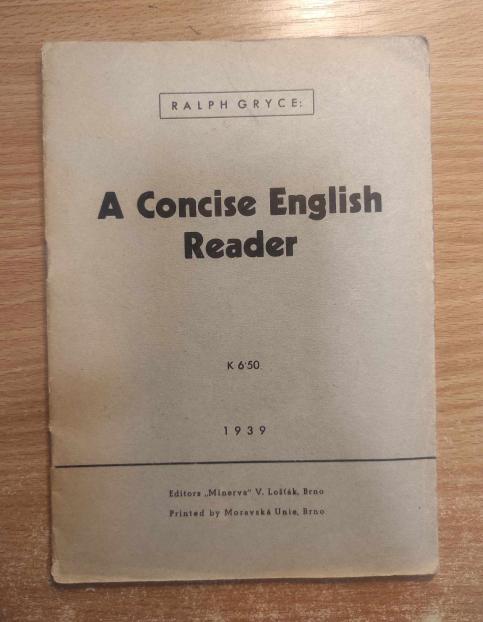 RALPH GRYCE:
A Concise English
Reader
K 6·50
1939
Editors „Minerva" V. Lošťák, Brno
Printed by Moravská Unie, Brno